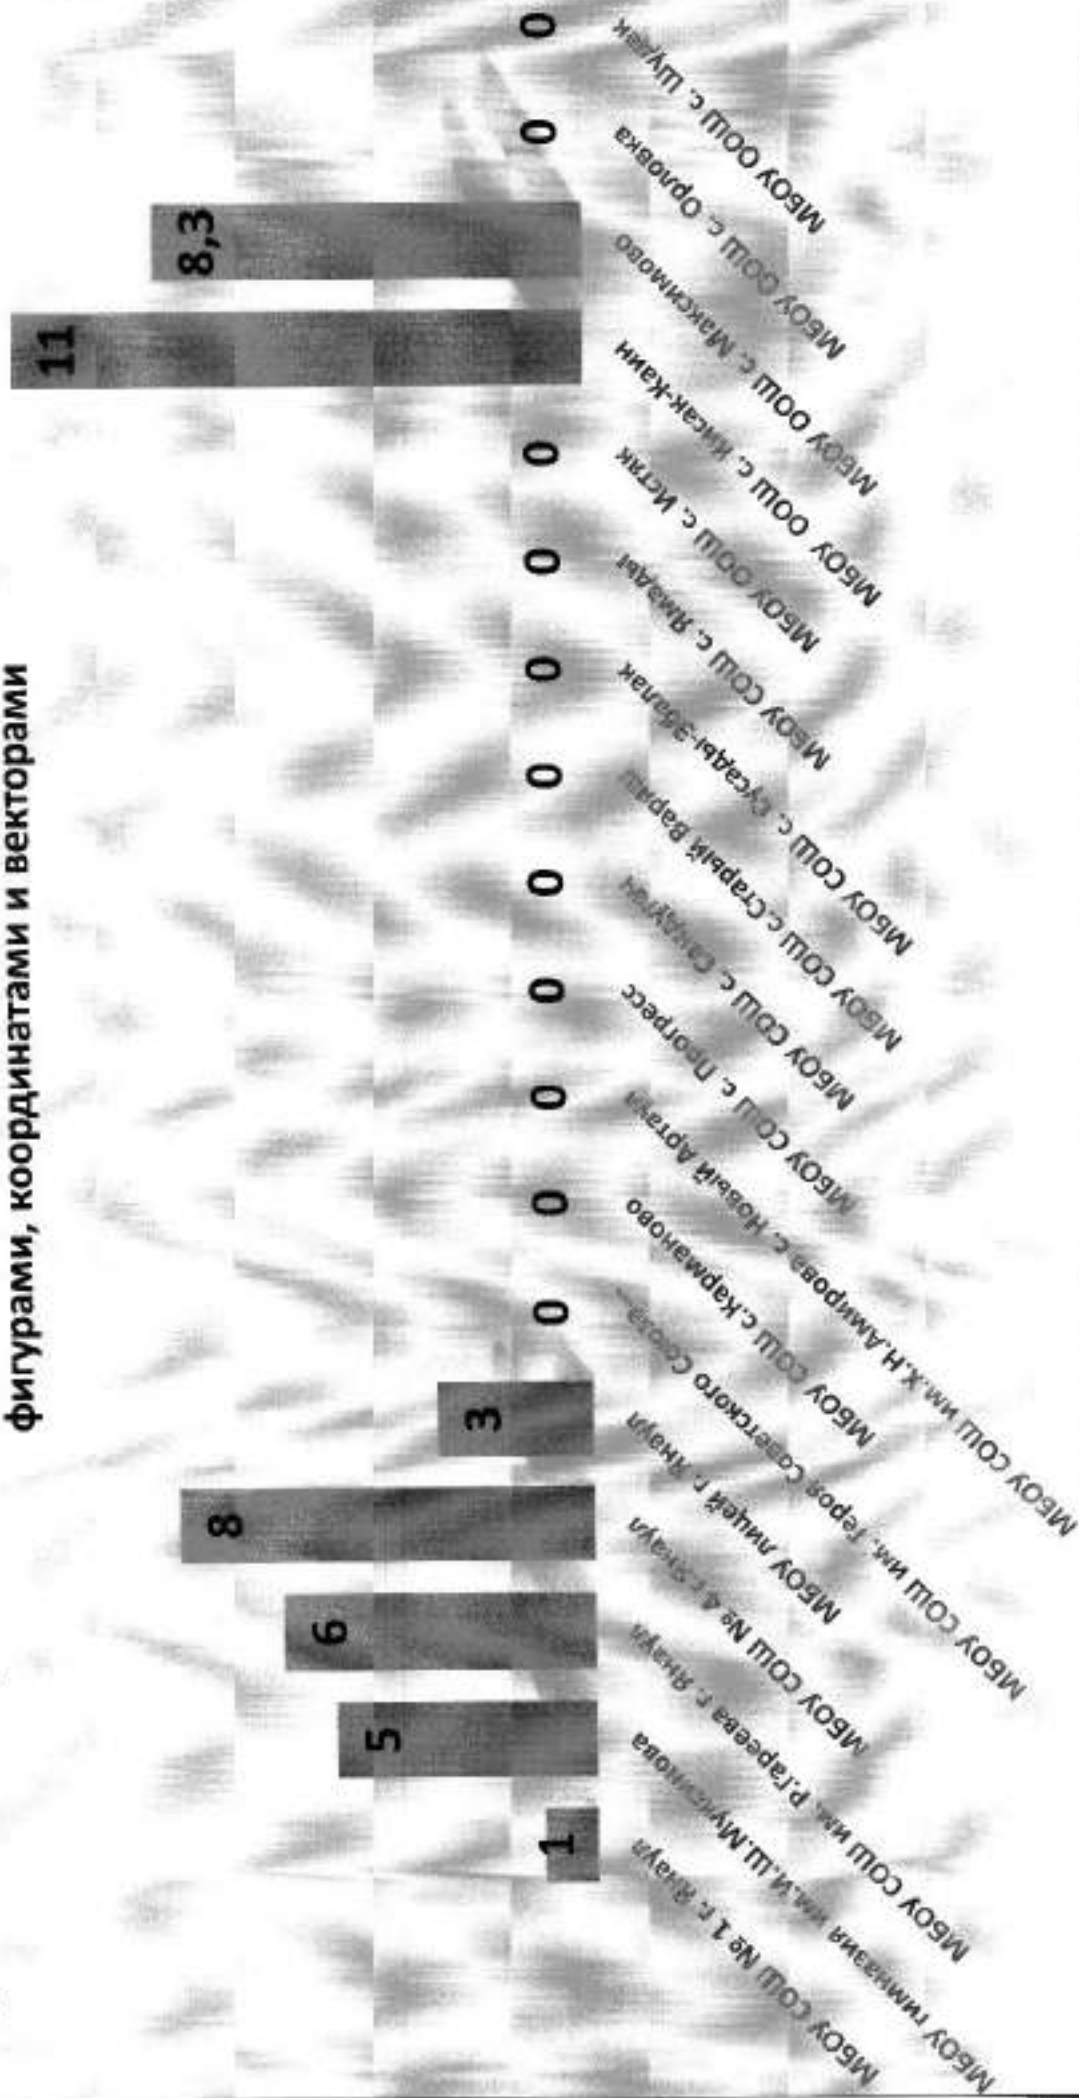 фигурами, координатами и векторами
1
5
6
8
3
0
0
0
0
0
0
0
0
0
11
8,3
0
0
МБОУ СОШ № 1 г. Янаул
МБОУ гимназия им.И.Ш.Муксинова
МБОУ СОШ им. Р.Гареева г. Янаул
МБОУ СОШ № 4 г. Янаул
МБОУ лицей г. Янаул
МБОУ СОШ им. Героя Советского Союза…
МБОУ СОШ с.Карманово
МБОУ СОШ им.Х.Н.Амирова с. Новый Артаул
МБОУ СОШ с. Прогресс
МБОУ СОШ с. Сандугач
МБОУ СОШ с.Старый Варяш
МБОУ СОШ с. Сусады-Эбалак
МБОУ СОШ с. Ямады
МБОУ ООШ с. Истяк
МБОУ ООШ с. Кисак-Каин
МБОУ ООШ с. Максимово
МБОУ ООШ с. Орловка
МБОУ ООШ с. Шудек